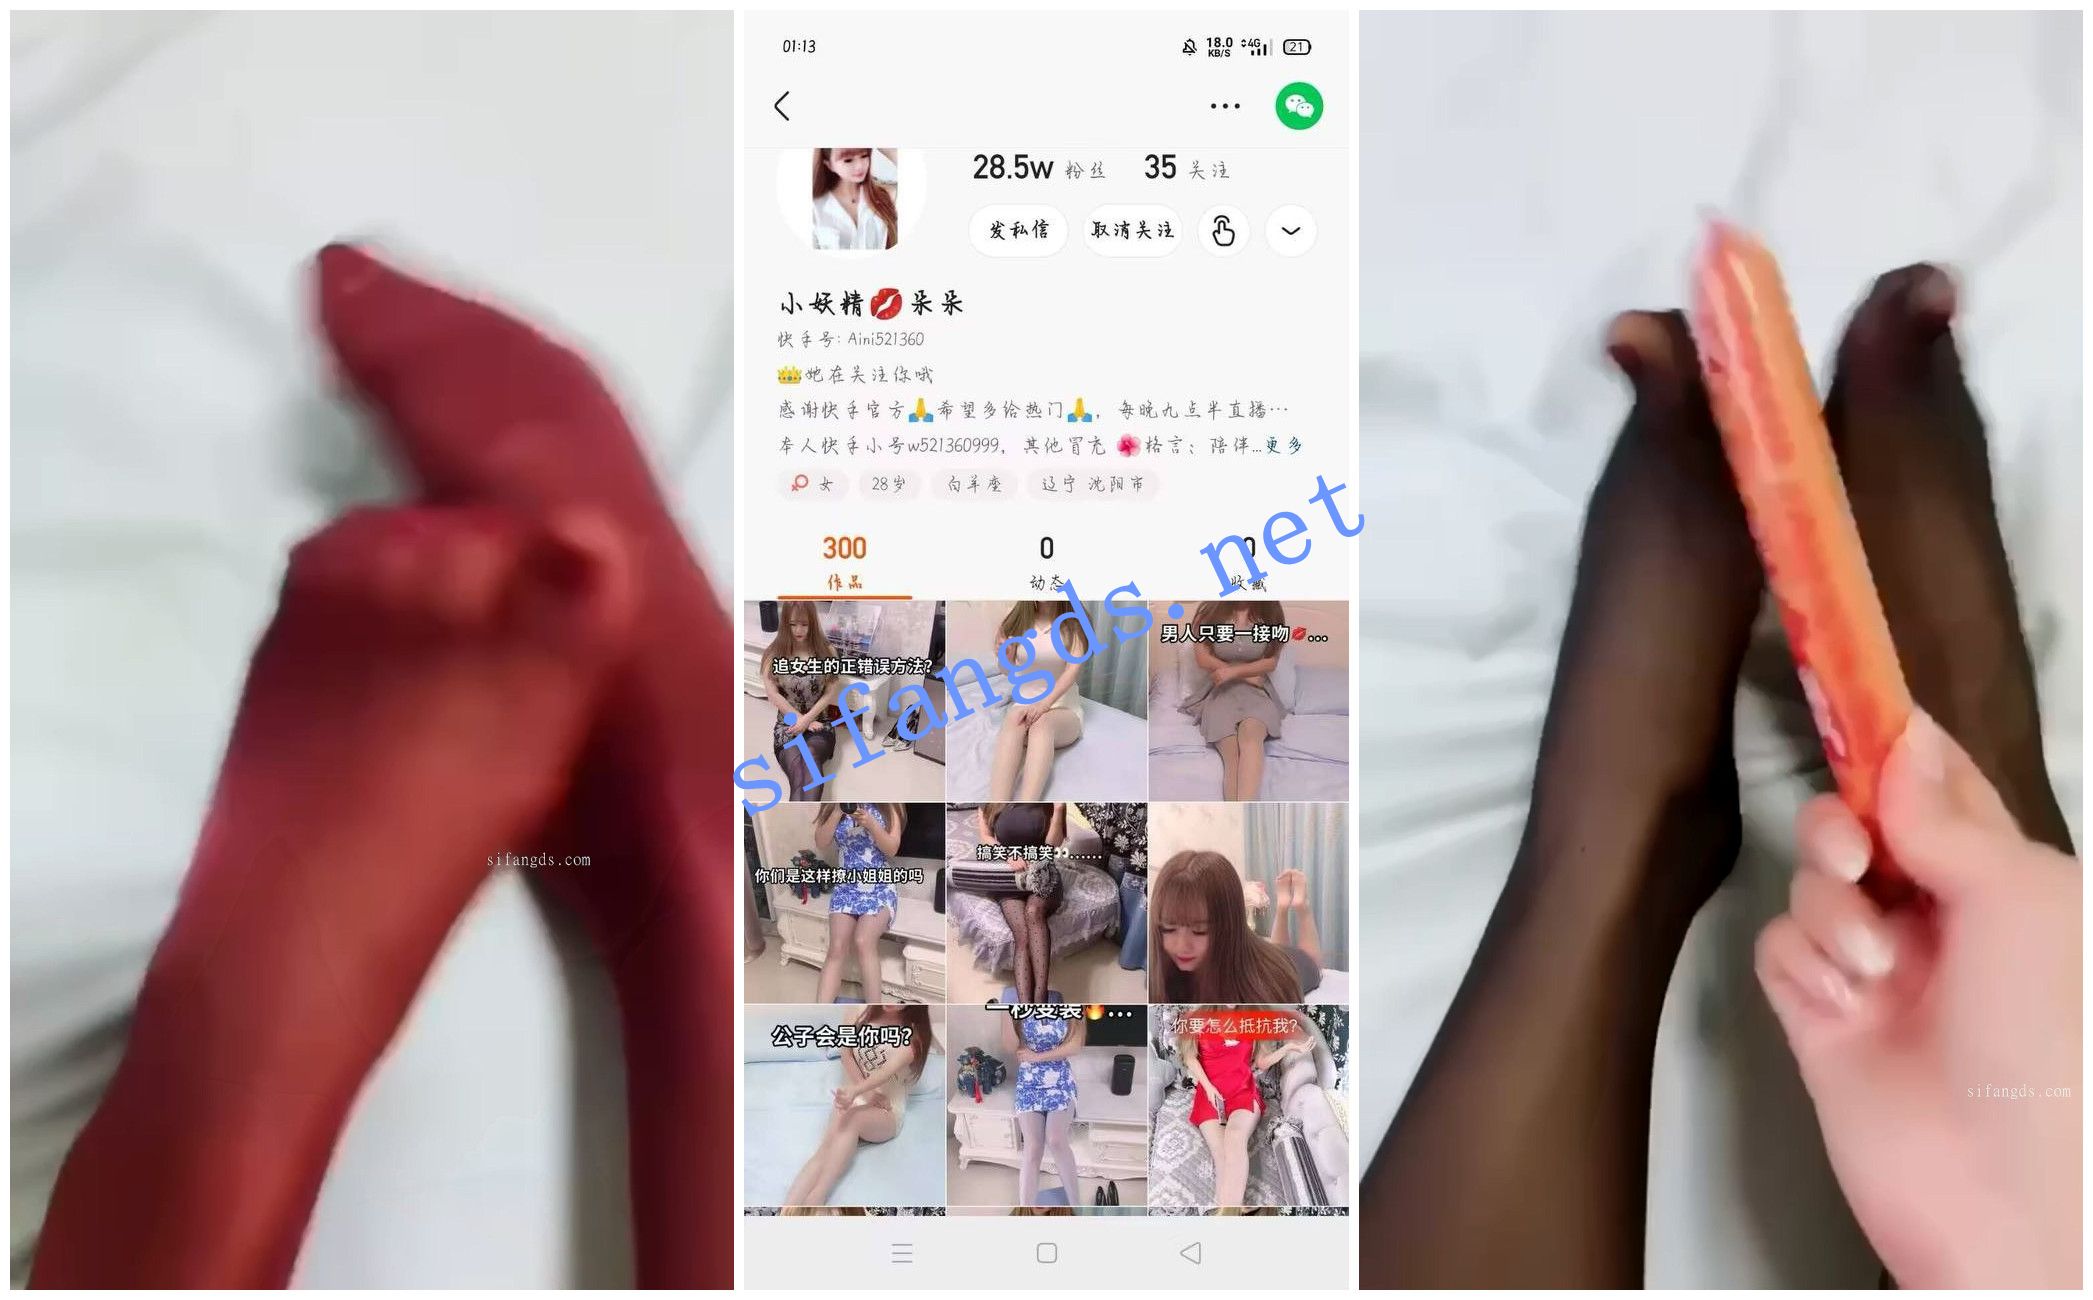 01:13
18.0 KB/S
4G
21
28.5w 粉丝 35 关注
发私信 取消关注
小妖精💋朵朵
快手号: Aini521360
👑她在关注你哦
感谢快手官方🙏希望多给热门🙏，每晚九点半直播…
本人快手小号w521360999，其他冒充 🌺格言：陪伴...更多
女 28岁 白羊座 辽宁 沈阳市
300 0 0
作品 动态 收藏
追女生的正错误方法?
男人只要一接吻💋...
你们是这样撩小姐姐的吗
搞笑不搞笑👀......
公子会是你吗?
一秒变装🔥...
你要怎么抵抗我?
sifangds.net
sifangds.com
sifangds.com